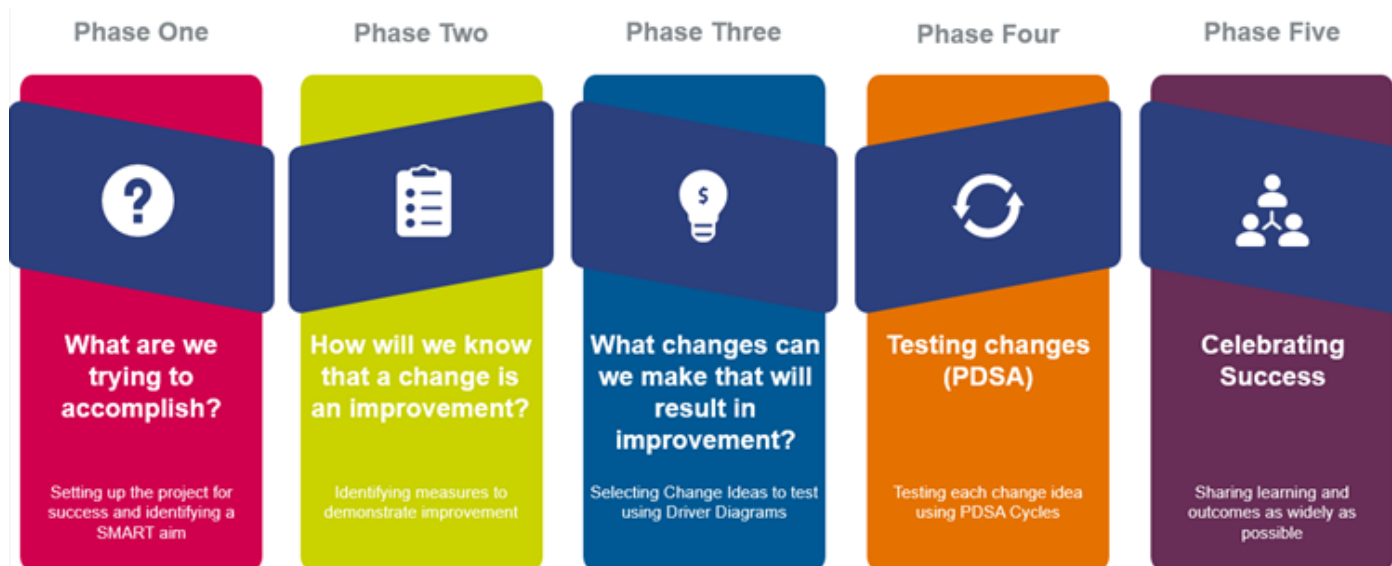 Phase One
Phase Two
Phase Three
Phase Four
Phase Five
?
$
What are we
trying to
accomplish?
Setting up the project for
success and identifying a
SMART aim
How will we know
that a change is
an improvement?
Identifying measures to
demonstrate improvement
What changes can
we make that will
result in
improvement?
Selecting Change Ideas to test
using Driver Diagrams
Testing changes
(PDSA)
Testing each change idea
using PDSA Cycles
Celebrating
Success
Sharing learning and
outcomes as widely as
possible